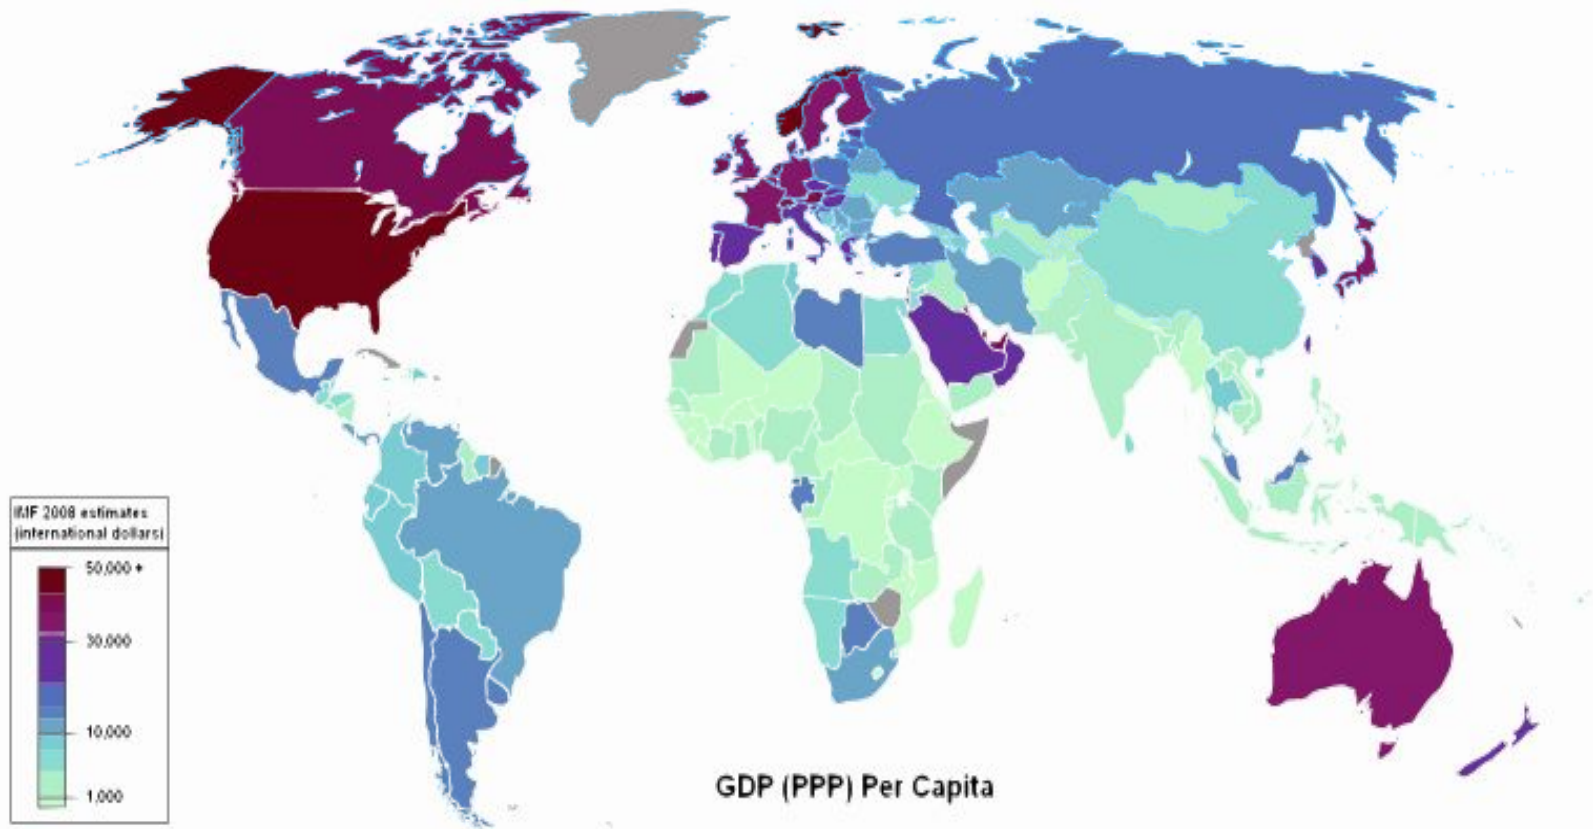 IMF 2008 estimates
(international dollars)
50,000 +
30,000
10,000
1,000
GDP (PPP) Per Capita